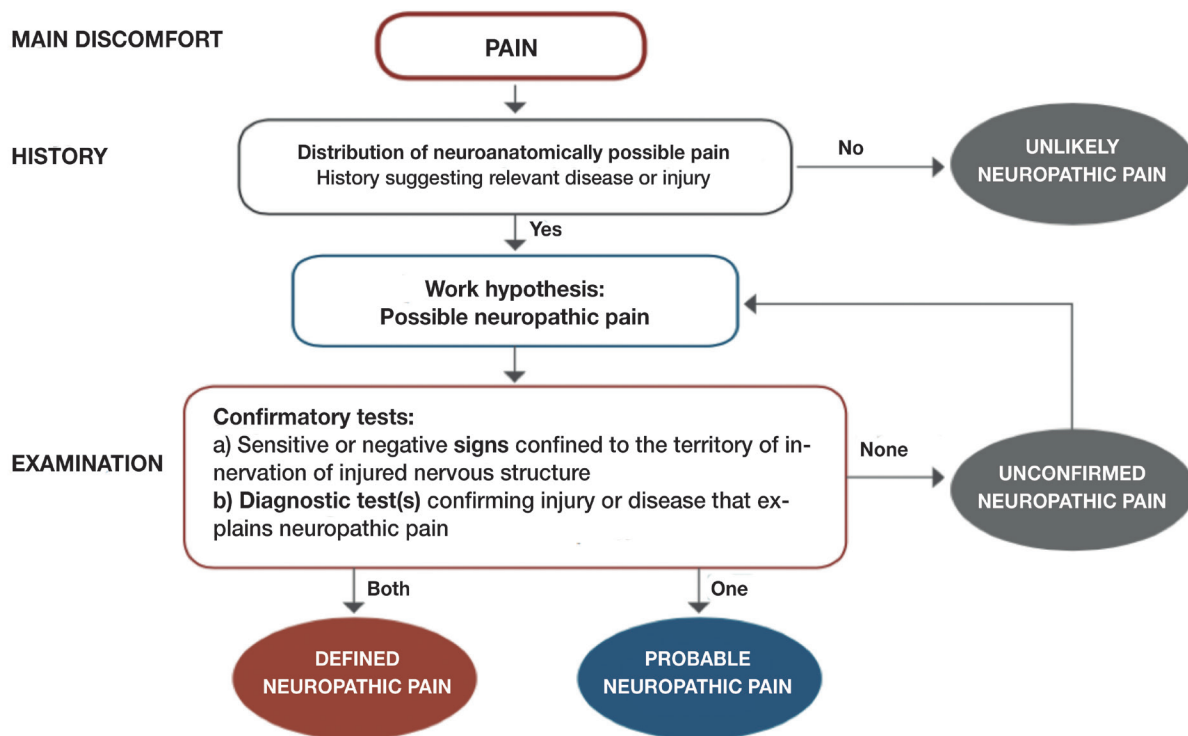 MAIN DISCOMFORT
PAIN
HISTORY
Distribution of neuroanatomically possible pain
History suggesting relevant disease or injury
No
UNLIKELY
NEUROPATHIC PAIN
Yes
Work hypothesis:
Possible neuropathic pain
EXAMINATION
Confirmatory tests:
a) Sensitive or negative signs confined to the territory of in-
nervation of injured nervous structure
b) Diagnostic test(s) confirming injury or disease that ex-
plains neuropathic pain
None
UNCONFIRMED
NEUROPATHIC PAIN
Both
One
DEFINED
NEUROPATHIC PAIN
PROBABLE
NEUROPATHIC PAIN